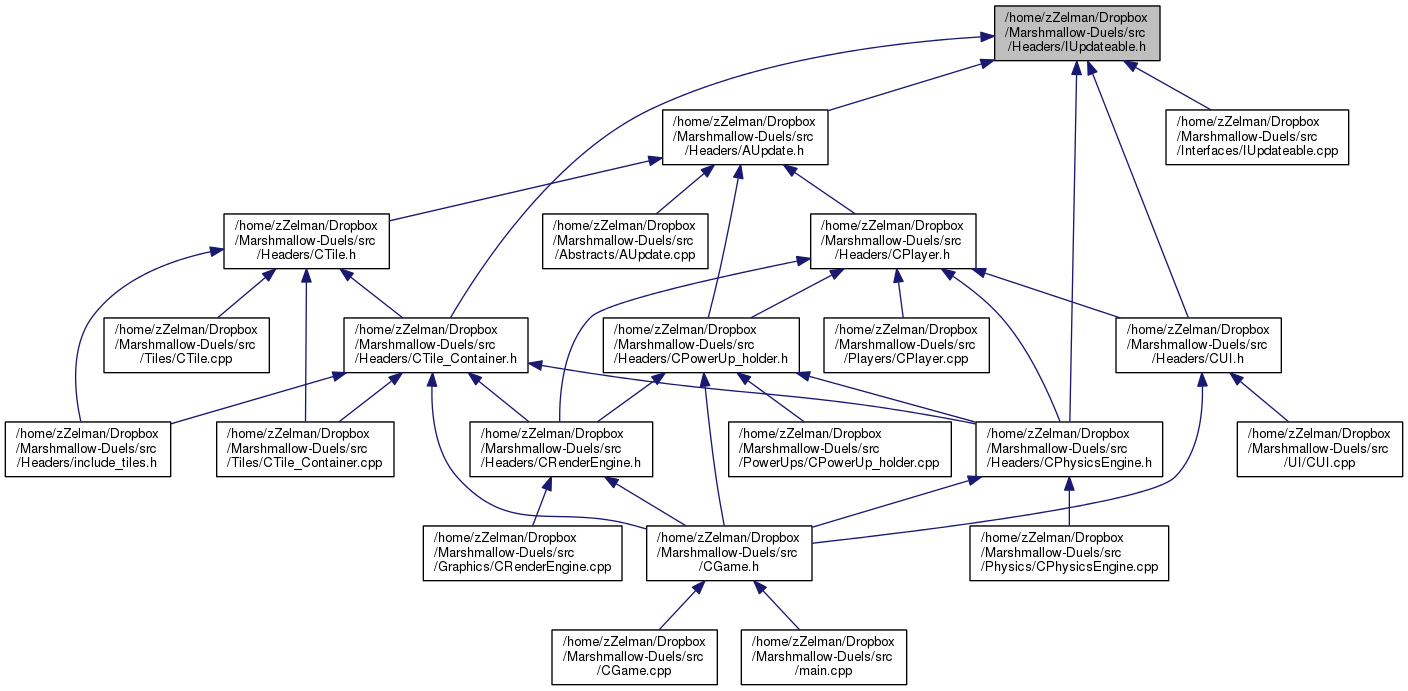 /home/zZelman/Dropbox
/Marshmallow-Duels/src
/Headers/IUpdateable.h
/home/zZelman/Dropbox
/Marshmallow-Duels/src
/Headers/AUpdate.h
/home/zZelman/Dropbox
/Marshmallow-Duels/src
/Interfaces/IUpdateable.cpp
/home/zZelman/Dropbox
/Marshmallow-Duels/src
/Headers/CTile.h
/home/zZelman/Dropbox
/Marshmallow-Duels/src
/Abstracts/AUpdate.cpp
/home/zZelman/Dropbox
/Marshmallow-Duels/src
/Headers/CPlayer.h
/home/zZelman/Dropbox
/Marshmallow-Duels/src
/Tiles/CTile.cpp
/home/zZelman/Dropbox
/Marshmallow-Duels/src
/Headers/CTile_Container.h
/home/zZelman/Dropbox
/Marshmallow-Duels/src
/Headers/CPowerUp_holder.h
/home/zZelman/Dropbox
/Marshmallow-Duels/src
/Players/CPlayer.cpp
/home/zZelman/Dropbox
/Marshmallow-Duels/src
/Headers/CUI.h
/home/zZelman/Dropbox
/Marshmallow-Duels/src
/Headers/include_tiles.h
/home/zZelman/Dropbox
/Marshmallow-Duels/src
/Tiles/CTile_Container.cpp
/home/zZelman/Dropbox
/Marshmallow-Duels/src
/Headers/CRenderEngine.h
/home/zZelman/Dropbox
/Marshmallow-Duels/src
/PowerUps/CPowerUp_holder.cpp
/home/zZelman/Dropbox
/Marshmallow-Duels/src
/Headers/CPhysicsEngine.h
/home/zZelman/Dropbox
/Marshmallow-Duels/src
/UI/CUI.cpp
/home/zZelman/Dropbox
/Marshmallow-Duels/src
/Graphics/CRenderEngine.cpp
/home/zZelman/Dropbox
/Marshmallow-Duels/src
/CGame.h
/home/zZelman/Dropbox
/Marshmallow-Duels/src
/Physics/CPhysicsEngine.cpp
/home/zZelman/Dropbox
/Marshmallow-Duels/src
/CGame.cpp
/home/zZelman/Dropbox
/Marshmallow-Duels/src
/main.cpp